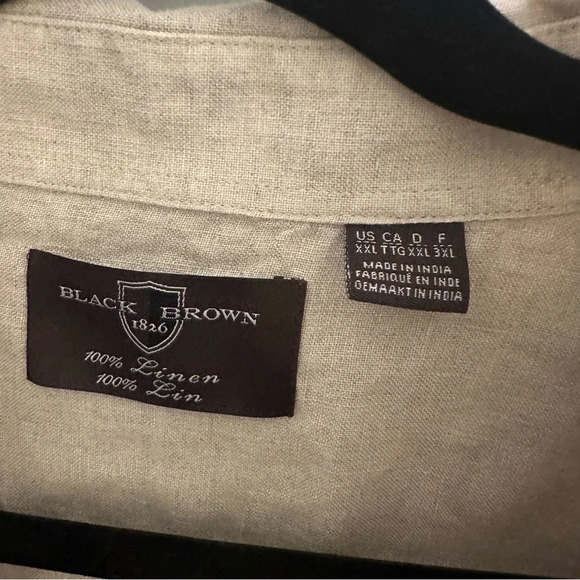 BLACK BROWN
1826
100% Linen
100% Lin
US CA D F
XXL TTG XXL 3XL
MADE IN INDIA
FABRIQUÉ EN INDE
GEMAAKT IN INDIA